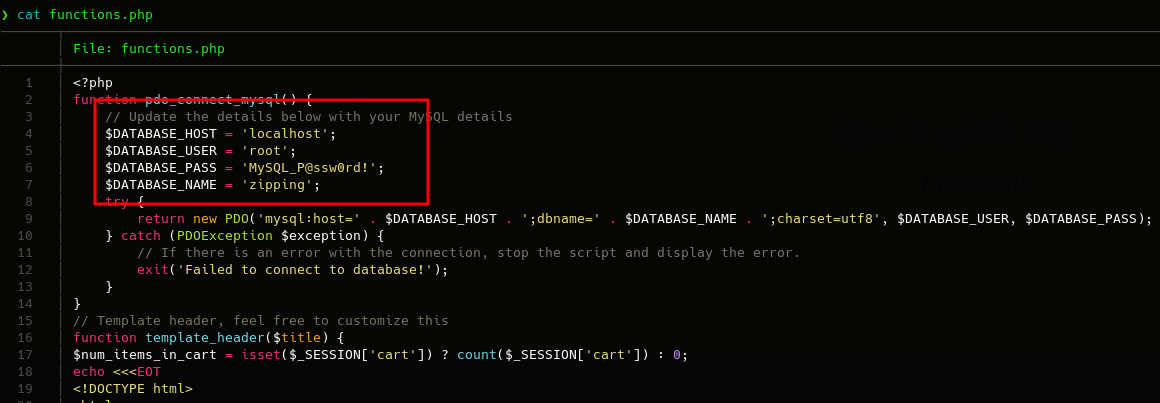 ❯ cat functions.php
File: functions.php
1 <?php
2 function pdo_connect_mysql() {
3 // Update the details below with your MySQL details
4 $DATABASE_HOST = 'localhost';
5 $DATABASE_USER = 'root';
6 $DATABASE_PASS = 'MySQL_P@ssw0rd!';
7 $DATABASE_NAME = 'zipping';
8 try {
9 return new PDO('mysql:host=' . $DATABASE_HOST . ';dbname=' . $DATABASE_NAME . ';charset=utf8', $DATABASE_USER, $DATABASE_PASS);
10 } catch (PDOException $exception) {
11 // If there is an error with the connection, stop the script and display the error.
12 exit('Failed to connect to database!');
13 }
14 }
15 // Template header, feel free to customize this
16 function template_header($title) {
17 $num_items_in_cart = isset($_SESSION['cart']) ? count($_SESSION['cart']) : 0;
18 echo <<<EOT
19 <!DOCTYPE html>